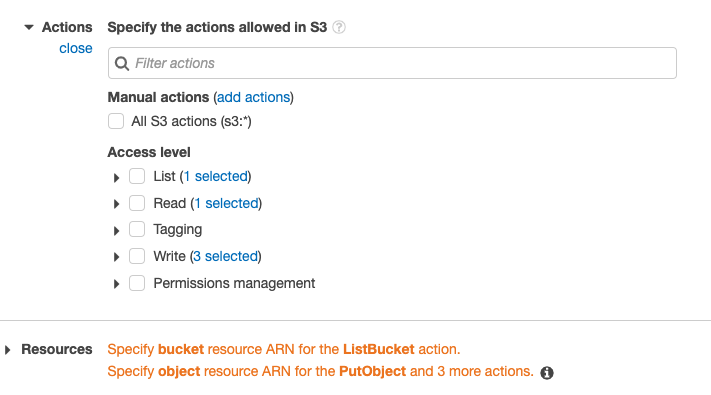 Actions Specify the actions allowed in S3 ?
close
Filter actions
Manual actions (add actions)
All S3 actions (s3:*)
Access level
List (1 selected)
Read (1 selected)
Tagging
Write (3 selected)
Permissions management
Resources Specify bucket resource ARN for the ListBucket action.
Specify object resource ARN for the PutObject and 3 more actions. i